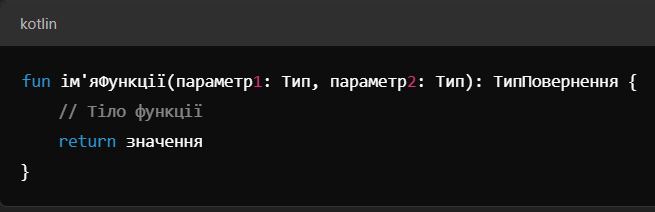 kotlin
fun ім'яФункції(параметр1: Тип, параметр2: Тип): ТипПовернення {
// Тіло функції
return значення
}